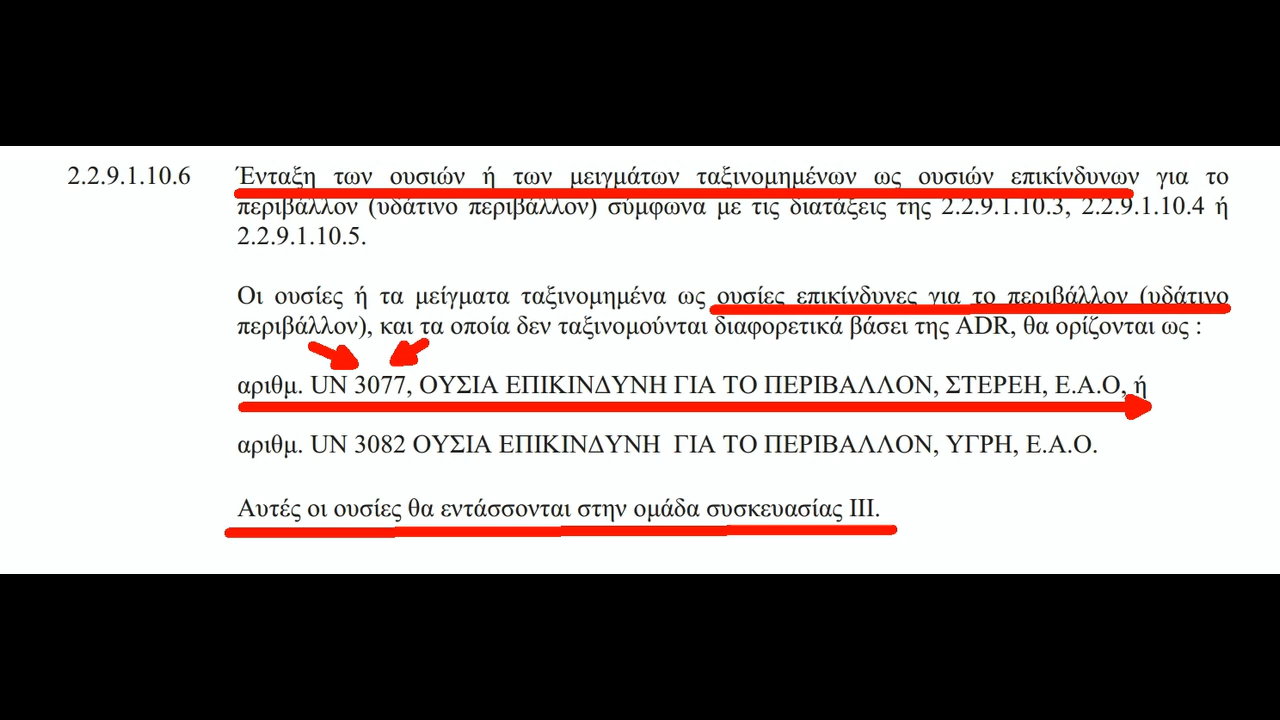 2.2.9.1.10.6 Ένταξη των ουσιών ή των μειγμάτων ταξινομημένων ως ουσιών επικίνδυνων για το
περιβάλλον (υδάτινο περιβάλλον) σύμφωνα με τις διατάξεις της 2.2.9.1.10.3, 2.2.9.1.10.4 ή
2.2.9.1.10.5.
Οι ουσίες ή τα μείγματα ταξινομημένα ως ουσίες επικίνδυνες για το περιβάλλον (υδάτινο
περιβάλλον), και τα οποία δεν ταξινομούνται διαφορετικά βάσει της ADR, θα ορίζονται ως :
αριθμ. UN 3077, ΟΥΣΙΑ ΕΠΙΚΙΝΔΥΝΗ ΓΙΑ ΤΟ ΠΕΡΙΒΑΛΛΟΝ, ΣΤΕΡΕΗ, Ε.Α.Ο, ή
αριθμ. UN 3082 ΟΥΣΙΑ ΕΠΙΚΙΝΔΥΝΗ ΓΙΑ ΤΟ ΠΕΡΙΒΑΛΛΟΝ, ΥΓΡΗ, Ε.Α.Ο.
Αυτές οι ουσίες θα εντάσσονται στην ομάδα συσκευασίας III.